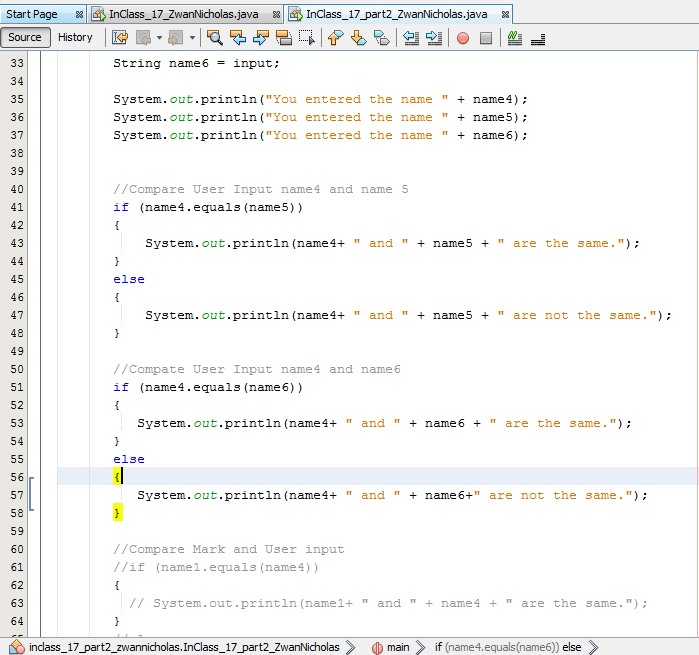 Start Page InClass_17_ZwanNicholas.java InClass_17_part2_ZwanNicholas.java
Source History
33 String name6 = input;
34
35 System.out.println("You entered the name " + name4);
36 System.out.println("You entered the name " + name5);
37 System.out.println("You entered the name " + name6);
38
39
40 //Compare User Input name4 and name 5
41 if (name4.equals(name5))
42 {
43 System.out.println(name4+ " and " + name5 + " are the same.");
44 }
45 else
46 {
47 System.out.println(name4+ " and " + name5 + " are not the same.");
48 }
49
50 //Compate User Input name4 and name6
51 if (name4.equals(name6))
52 {
53 System.out.println(name4+ " and " + name6 + " are the same.");
54 }
55 else
56 {
57 System.out.println(name4+ " and " + name6+" are not the same.");
58 }
59
60 //Compare Mark and User input
61 //if (name1.equals(name4))
62 {
63 // System.out.println(name1+ " and " + name4 + " are the same.");
64 }
inclass_17_part2_zwannicholas.InClass_17_part2_ZwanNicholas main if (name4.equals(name6)) else